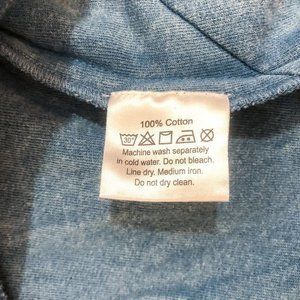 100% Cotton
30°
Machine wash separately
in cold water. Do not bleach.
Line dry. Medium iron.
Do not dry clean.